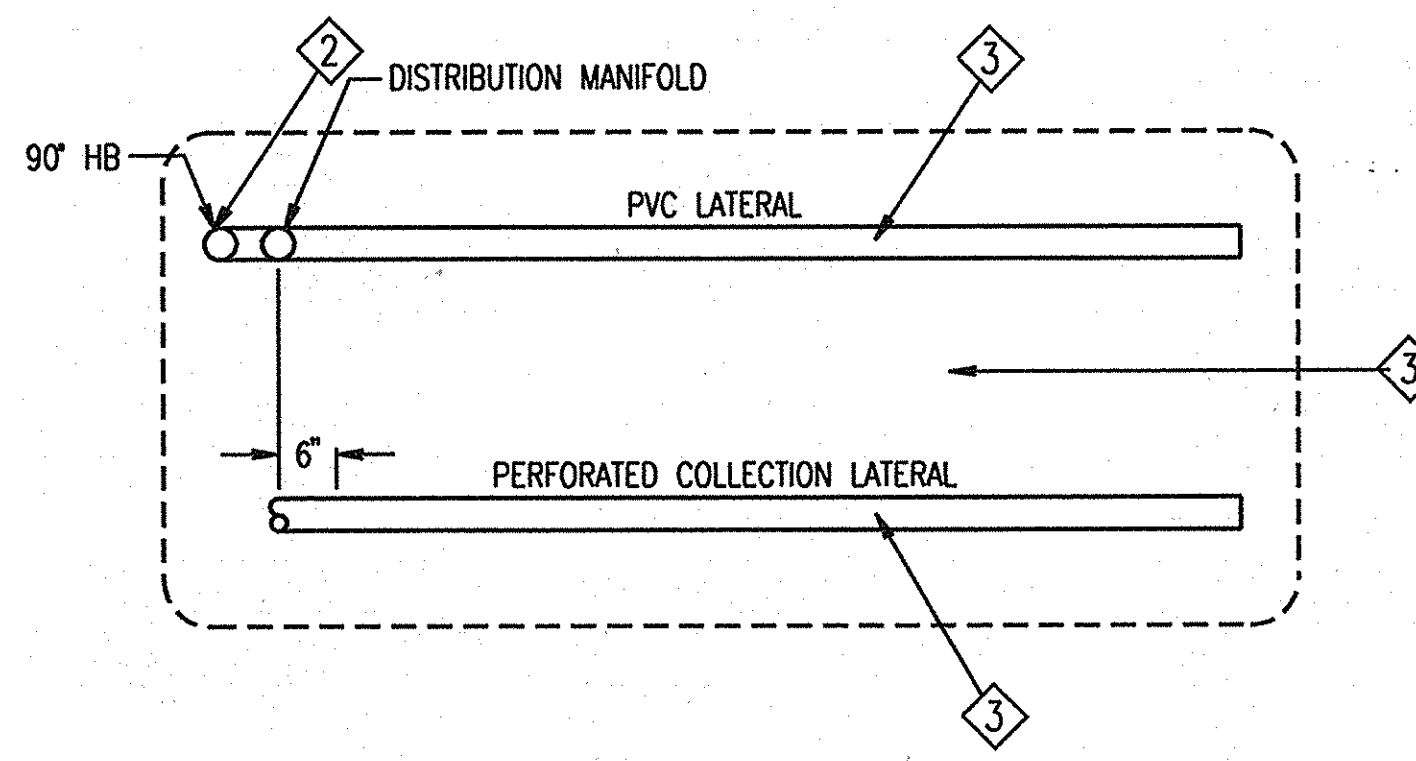 2
3
DISTRIBUTION MANIFOLD
90° HB
PVC LATERAL
3
6"
PERFORATED COLLECTION LATERAL
3